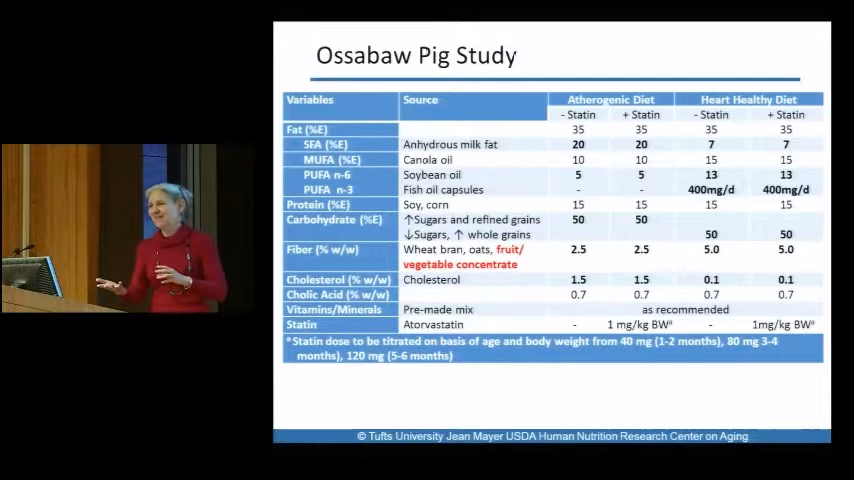 Ossabaw Pig Study
Variables Source Atherogenic Diet Heart Healthy Diet
- Statin + Statin - Statin + Statin
Fat (%E) 35 35 35 35
SFA (%E) Anhydrous milk fat 20 20 7 7
MUFA (%E) Canola oil 10 10 15 15
PUFA n-6 Soybean oil 5 5 13 13
PUFA n-3 Fish oil capsules - - 400mg/d 400mg/d
Protein (%E) Soy, corn 15 15 15 15
Carbohydrate (%E) ↑Sugars and refined grains 50 50
↓Sugars, ↑ whole grains 50 50
Fiber (% w/w) Wheat bran, oats, fruit/ 2.5 2.5 5.0 5.0
vegetable concentrate
Cholesterol (% w/w) Cholesterol 1.5 1.5 0.1 0.1
Cholic Acid (% w/w) 0.7 0.7 0.7 0.7
Vitamins/Minerals Pre-made mix as recommended
Statin Atorvastatin - 1 mg/kg BWᵃ - 1mg/kg BWᵃ
ᵃ Statin dose to be titrated on basis of age and body weight from 40 mg (1-2 months), 80 mg 3-4
months), 120 mg (5-6 months)
© Tufts University Jean Mayer USDA Human Nutrition Research Center on Aging